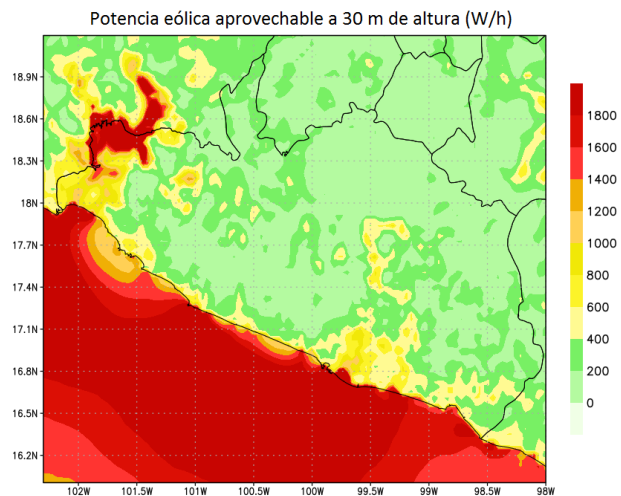 Potencia eólica aprovechable a 30 m de altura (W/h)
18.9N
18.6N
18.3N
18N
17.7N
17.4N
17.1N
16.8N
16.5N
16.2N
102W
101.5W
101W
100.5W
100W
99.5W
99W
98.5W
98W
1800
1600
1400
1200
1000
800
600
400
200
0